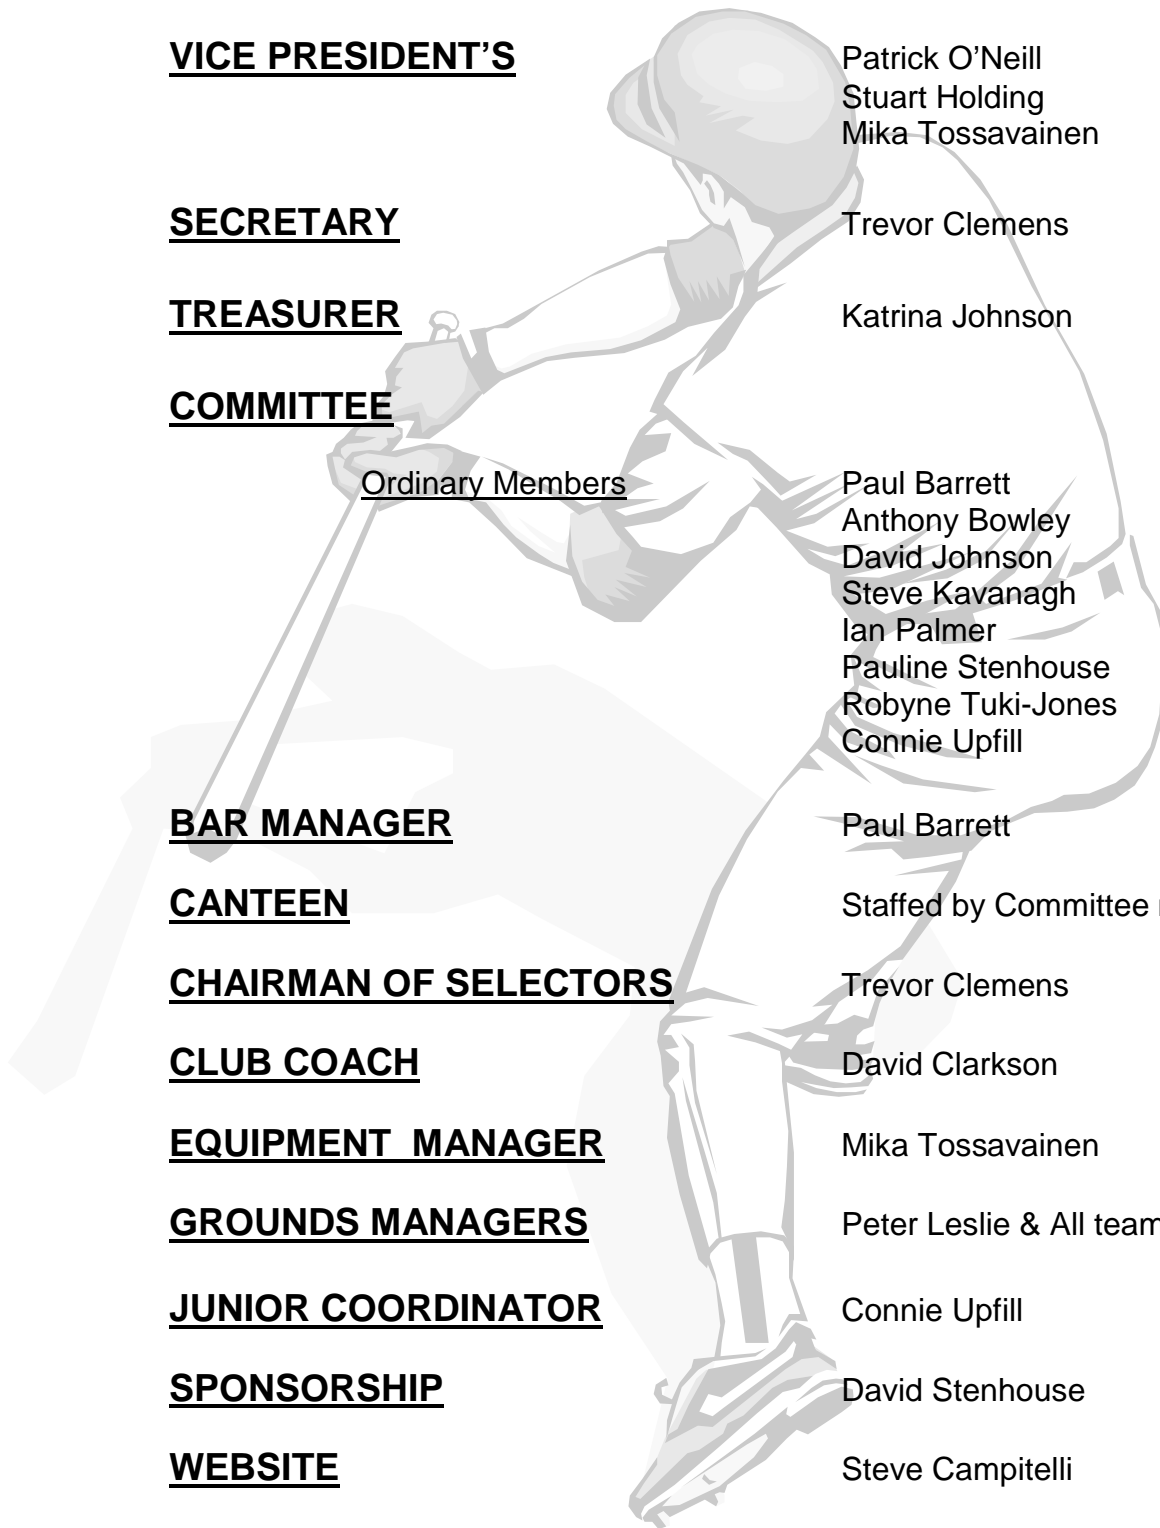 VICE PRESIDENT’S Patrick O’Neill
Stuart Holding
Mika Tossavainen
SECRETARY Trevor Clemens
TREASURER Katrina Johnson
COMMITTEE
Ordinary Members Paul Barrett
Anthony Bowley
David Johnson
Steve Kavanagh
Ian Palmer
Pauline Stenhouse
Robyne Tuki-Jones
Connie Upfill
BAR MANAGER Paul Barrett
CANTEEN Staffed by Committee
CHAIRMAN OF SELECTORS Trevor Clemens
CLUB COACH David Clarkson
EQUIPMENT  MANAGER Mika Tossavainen
GROUNDS MANAGERS Peter Leslie & All team
JUNIOR COORDINATOR Connie Upfill
SPONSORSHIP David Stenhouse
WEBSITE Steve Campitelli